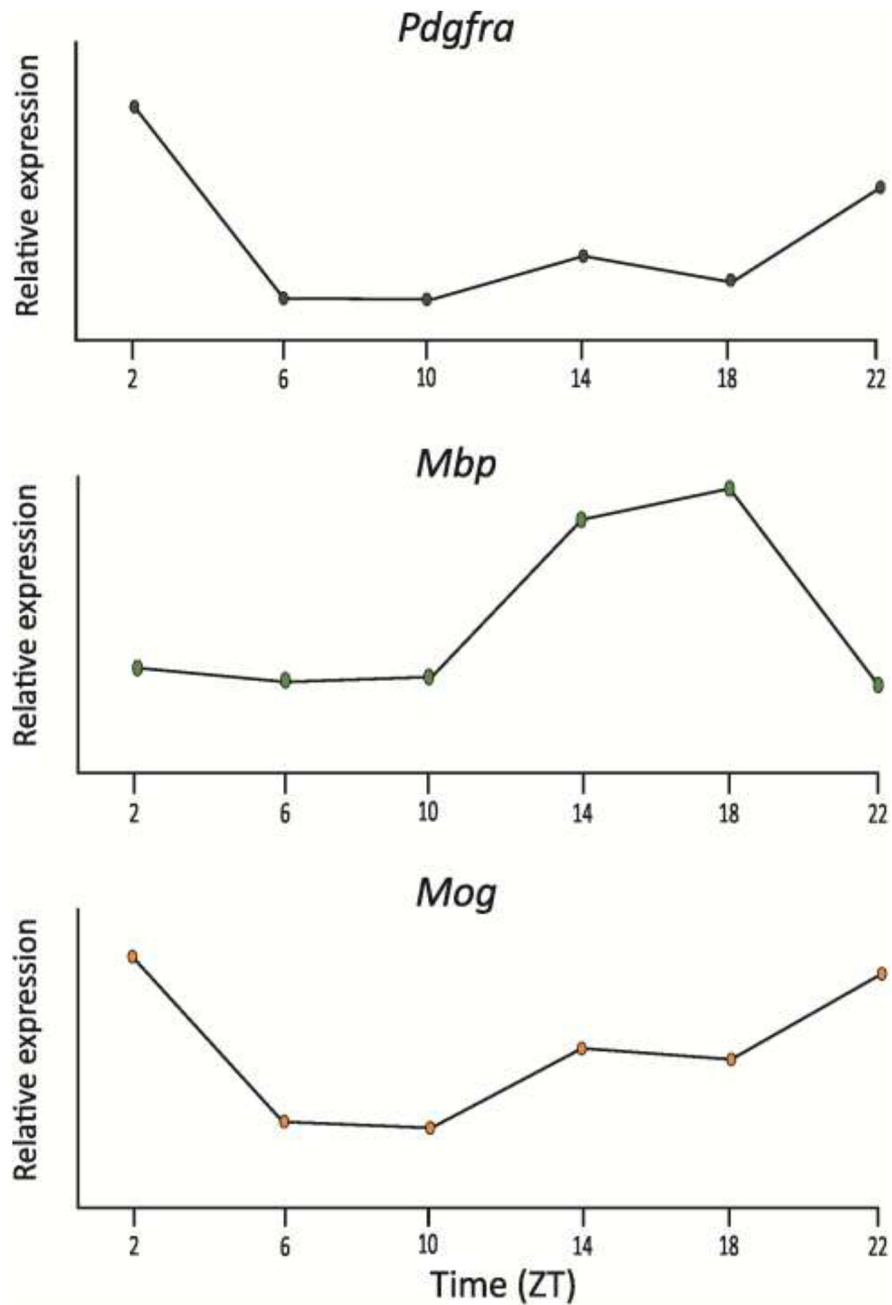 Pdgfra
Relative expression
2 6 10 14 18 22
Mbp
Relative expression
2 6 10 14 18 22
Mog
Relative expression
2 6 10 14 18 22
Time (ZT)